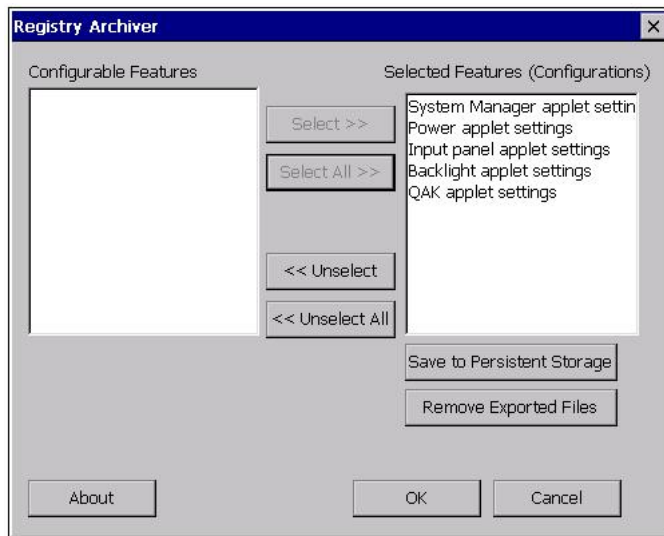 Registry Archiver
Configurable Features
Selected Features (Configurations)
System Manager applet settin
Power applet settings
Input panel applet settings
Backlight applet settings
QAK applet settings
Select >>
Select All >>
<< Unselect
<< Unselect All
Save to Persistent Storage
Remove Exported Files
About
OK
Cancel